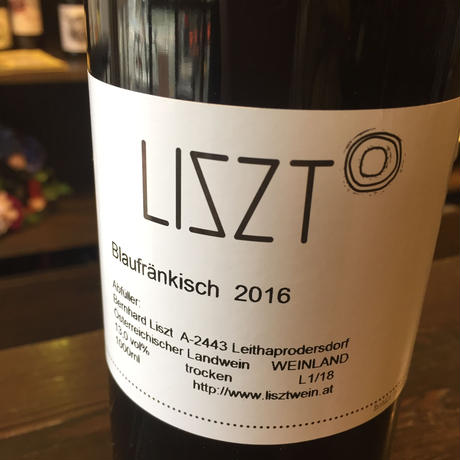 LISZT
Blaufränkisch 2016
Abfüller:
Bernhard Liszt A-2443 Leithaprodersdorf
Österreichischer Landwein WEINLAND
13.0 vol% trocken L1/18
1000ml http://www.lisztwein.at